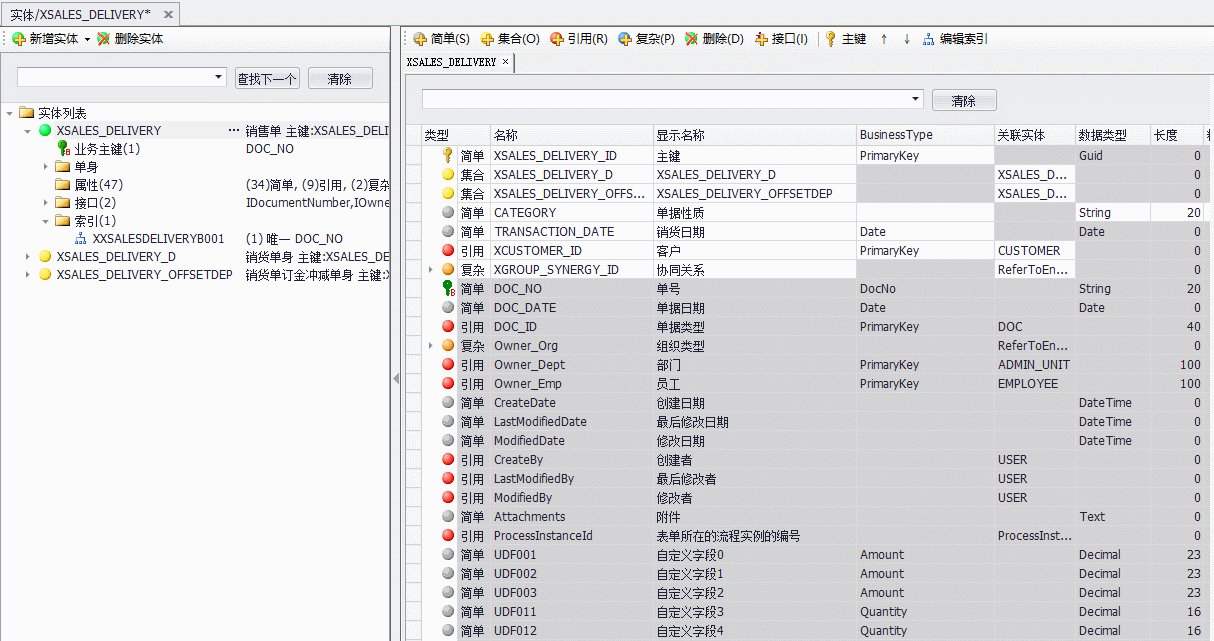 实体/XSALES_DELIVERY* ×
新增实体 删除实体
查找下一个 清除
实体列表
XSALES_DELIVERY ... 销售单 主键:XSALES_DELI
业务主键(1) DOC_NO
单身
属性(47) (34)简单, (9)引用, (2)复杂
接口(2) IDocumentNumber,IOwne
索引(1)
XXSALESDELIVERYB001 (1) 唯一 DOC_NO
XSALES_DELIVERY_D 销货单身 主键:XSALES_DE
XSALES_DELIVERY_OFFSETDEP 销货单订金冲减单身 主键:X
简单(S) 集合(O) 引用(R) 复杂(P) 删除(D) 接口(I) 主键 ↑ ↓ 编辑索引
XSALES_DELIVERY ×
清除
类型 名称 显示名称 BusinessType 关联实体 数据类型 长度
简单 XSALES_DELIVERY_ID 主键 PrimaryKey Guid 0
集合 XSALES_DELIVERY_D XSALES_DELIVERY_D XSALES_D... 0
集合 XSALES_DELIVERY_OFFS... XSALES_DELIVERY_OFFSETDEP XSALES_D... 0
简单 CATEGORY 单据性质 String 20
简单 TRANSACTION_DATE 销货日期 Date Date 0
引用 XCUSTOMER_ID 客户 PrimaryKey CUSTOMER 0
复杂 XGROUP_SYNERGY_ID 协同关系 ReferToEn... 0
简单 DOC_NO 单号 DocNo String 20
简单 DOC_DATE 单据日期 Date Date 0
引用 DOC_ID 单据类型 PrimaryKey DOC 40
复杂 Owner_Org 组织类型 ReferToEn... 0
引用 Owner_Dept 部门 PrimaryKey ADMIN_UNIT 100
引用 Owner_Emp 员工 PrimaryKey EMPLOYEE 100
简单 CreateDate 创建日期 DateTime 0
简单 LastModifiedDate 最后修改日期 DateTime 0
简单 ModifiedDate 修改日期 DateTime 0
引用 CreateBy 创建者 USER 0
引用 LastModifiedBy 最后修改者 USER 0
引用 ModifiedBy 修改者 USER 0
简单 Attachments 附件 Text 0
引用 ProcessInstanceId 表单所在的流程实例的编号 ProcessInst... 0
简单 UDF001 自定义字段0 Amount Decimal 23
简单 UDF002 自定义字段1 Amount Decimal 23
简单 UDF003 自定义字段2 Amount Decimal 23
简单 UDF011 自定义字段3 Quantity Decimal 16
简单 UDF012 自定义字段4 Quantity Decimal 16